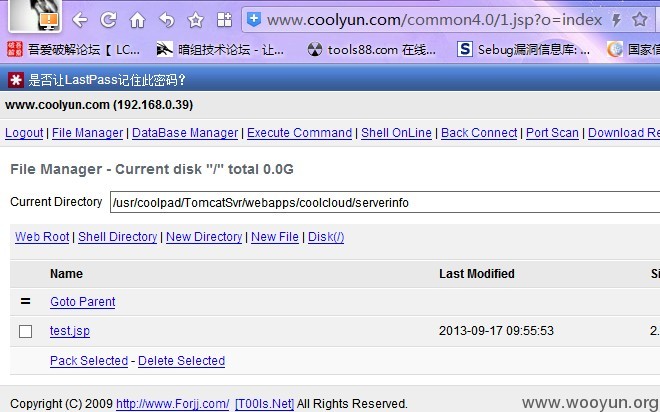 www.coolyun.com/common4.0/1.jsp?o=index
吾爱破解论坛【 LC... 暗组技术论坛 - 让... tools88.com 在线... Sebug漏洞信息库: ... 国家信
是否让LastPass记住此密码?
www.coolyun.com (192.168.0.39)
Logout | File Manager | DataBase Manager | Execute Command | Shell OnLine | Back Connect | Port Scan | Download Re
File Manager - Current disk "/" total 0.0G
Current Directory /usr/coolpad/TomcatSvr/webapps/coolcloud/serverinfo
Web Root | Shell Directory | New Directory | New File | Disk(/)
Name Last Modified Si
= Goto Parent
test.jsp 2013-09-17 09:55:53 2.
Pack Selected - Delete Selected
Copyright (C) 2009 http://www.Forjj.com/ [T00ls.Net] All Rights Reserved.
www.wooyun.org